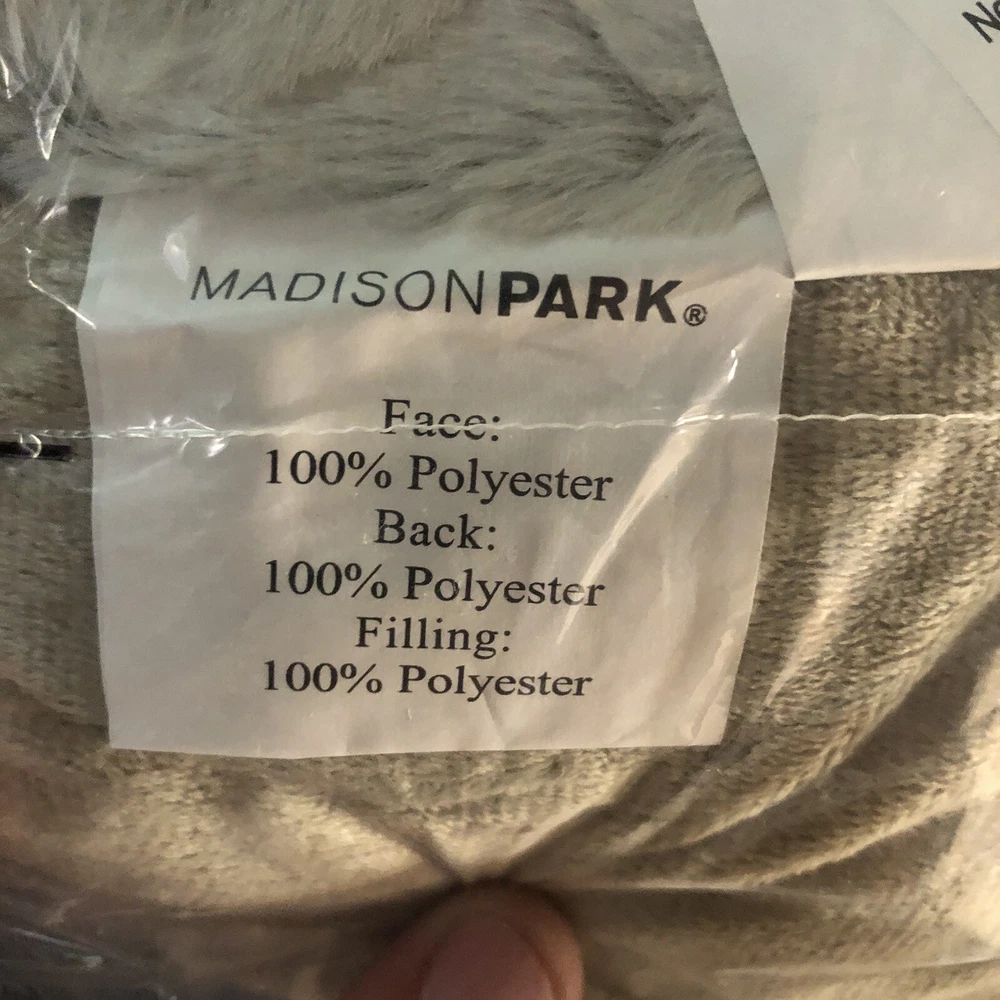 MADISONPARK®
Face:
100% Polyester
Back:
100% Polyester
Filling:
100% Polyester